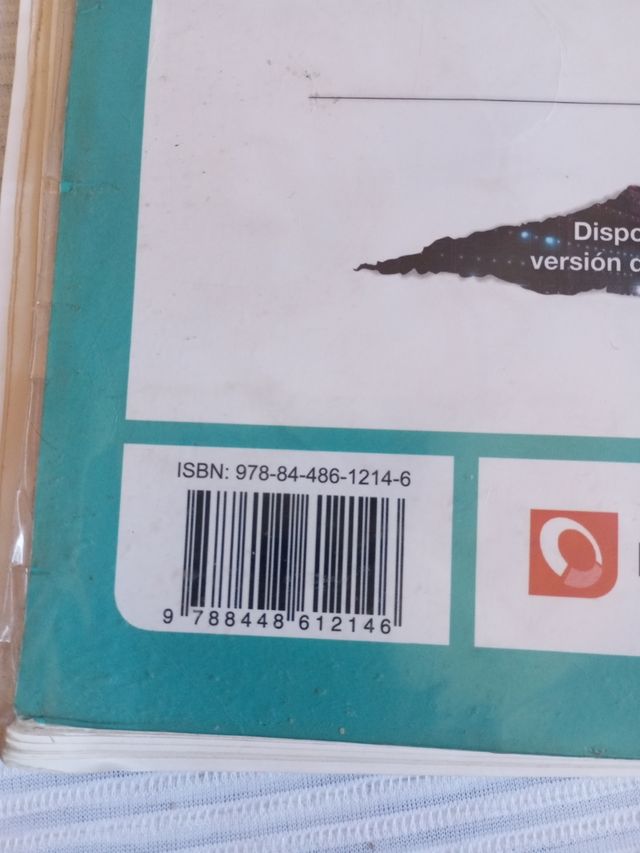 Dispo
versión d
ISBN: 978-84-486-1214-6
9 788448 612146